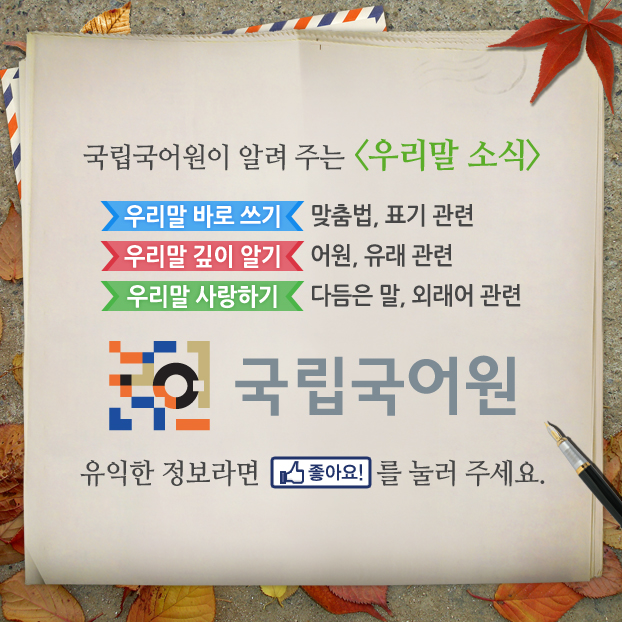 국립국어원이 알려 주는 <우리말 소식>
우리말 바로 쓰기 맞춤법, 표기 관련
우리말 깊이 알기 어원, 유래 관련
우리말 사랑하기 다듬은 말, 외래어 관련
국립국어원
유익한 정보라면 좋아요! 를 눌러 주세요.